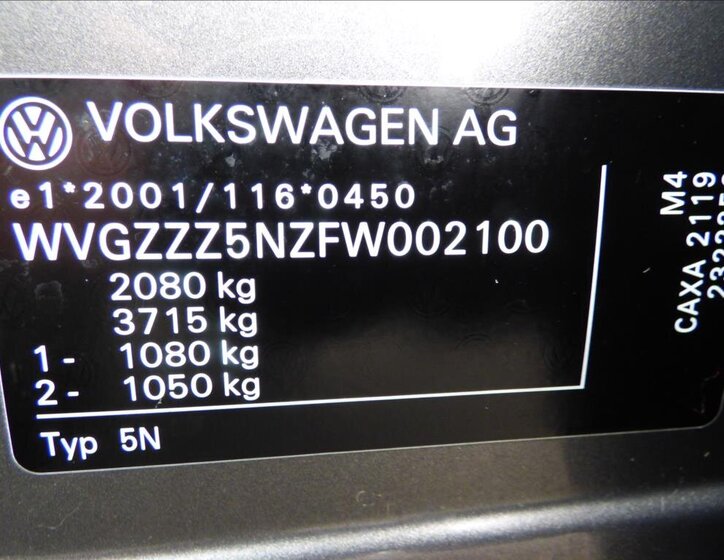 VOLKSWAGEN AG
e1*2001/116*0450
WVGZZZ5NZFW002100
2080 kg
3715 kg
1- 1080 kg
2- 1050 kg
Typ 5N
M4
CAXA 2119